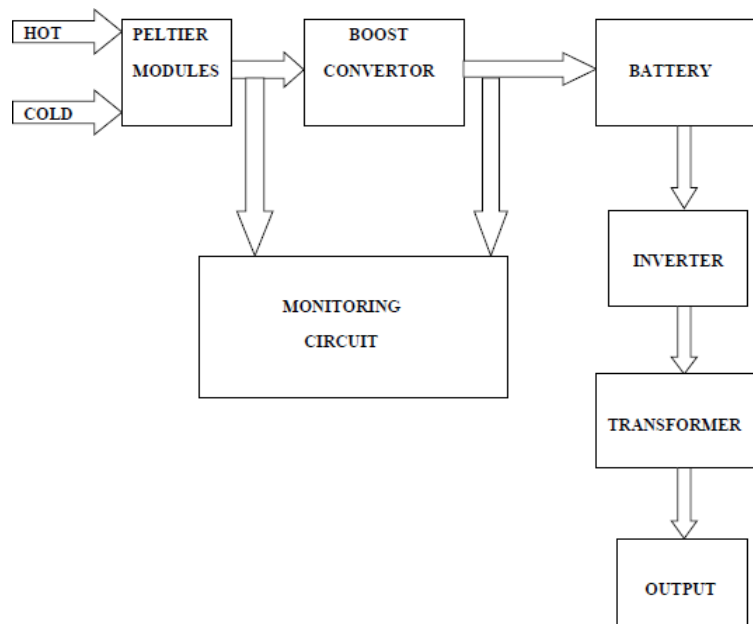 HOT
COLD
PELTIER
MODULES
BOOST
CONVERTOR
BATTERY
MONITORING
CIRCUIT
INVERTER
TRANSFORMER
OUTPUT